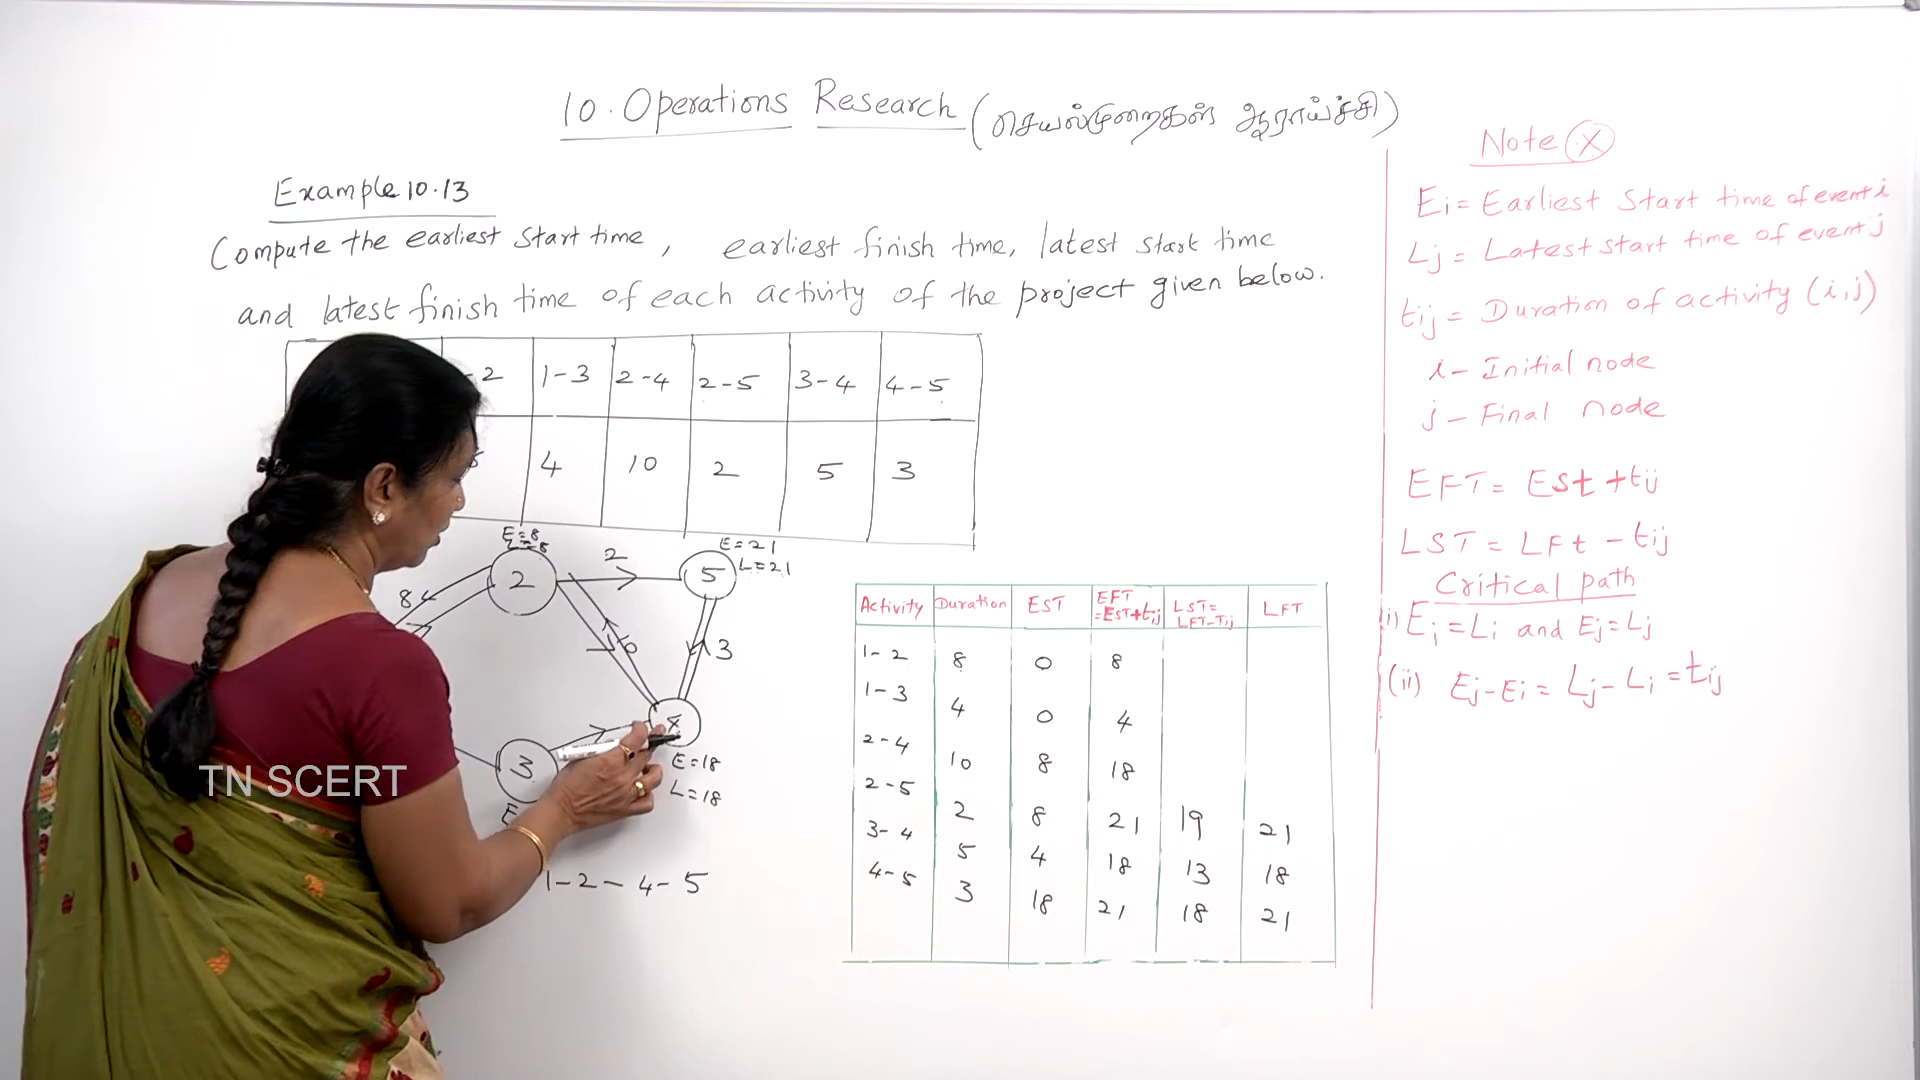 10. Operations Research (செயல்முறைகள் ஆராய்ச்சி)
Example 10.13
Compute the earliest start time, earliest finish time, latest start time
and latest finish time of each activity of the project given below.
-2 1-3 2-4 2-5 3-4 4-5
4 10 2 5 3
E=8
L=8
2
2
E=21
L=21
5
8
10
3
4
E=18
L=18
3
E
1-2-4-5
Activity Duration EST EFT =EST+tij LST= LFT-Tij LFT
1-2 8 0 8
1-3 4 0 4
2-4 10 8 18
2-5 2 8 21 19 21
3-4 5 4 18 13 18
4-5 3 18 21 18 21
Note (X)
Ei = Earliest Start time of event i
Lj = Latest start time of event j
tij = Duration of activity (i,j)
i - Initial node
j - Final node
EFT = Est + tij
LST = LFt - tij
Critical path
i) Ei = Li and Ej = Lj
(ii) Ej - Ei = Lj - Li = tij
TN SCERT